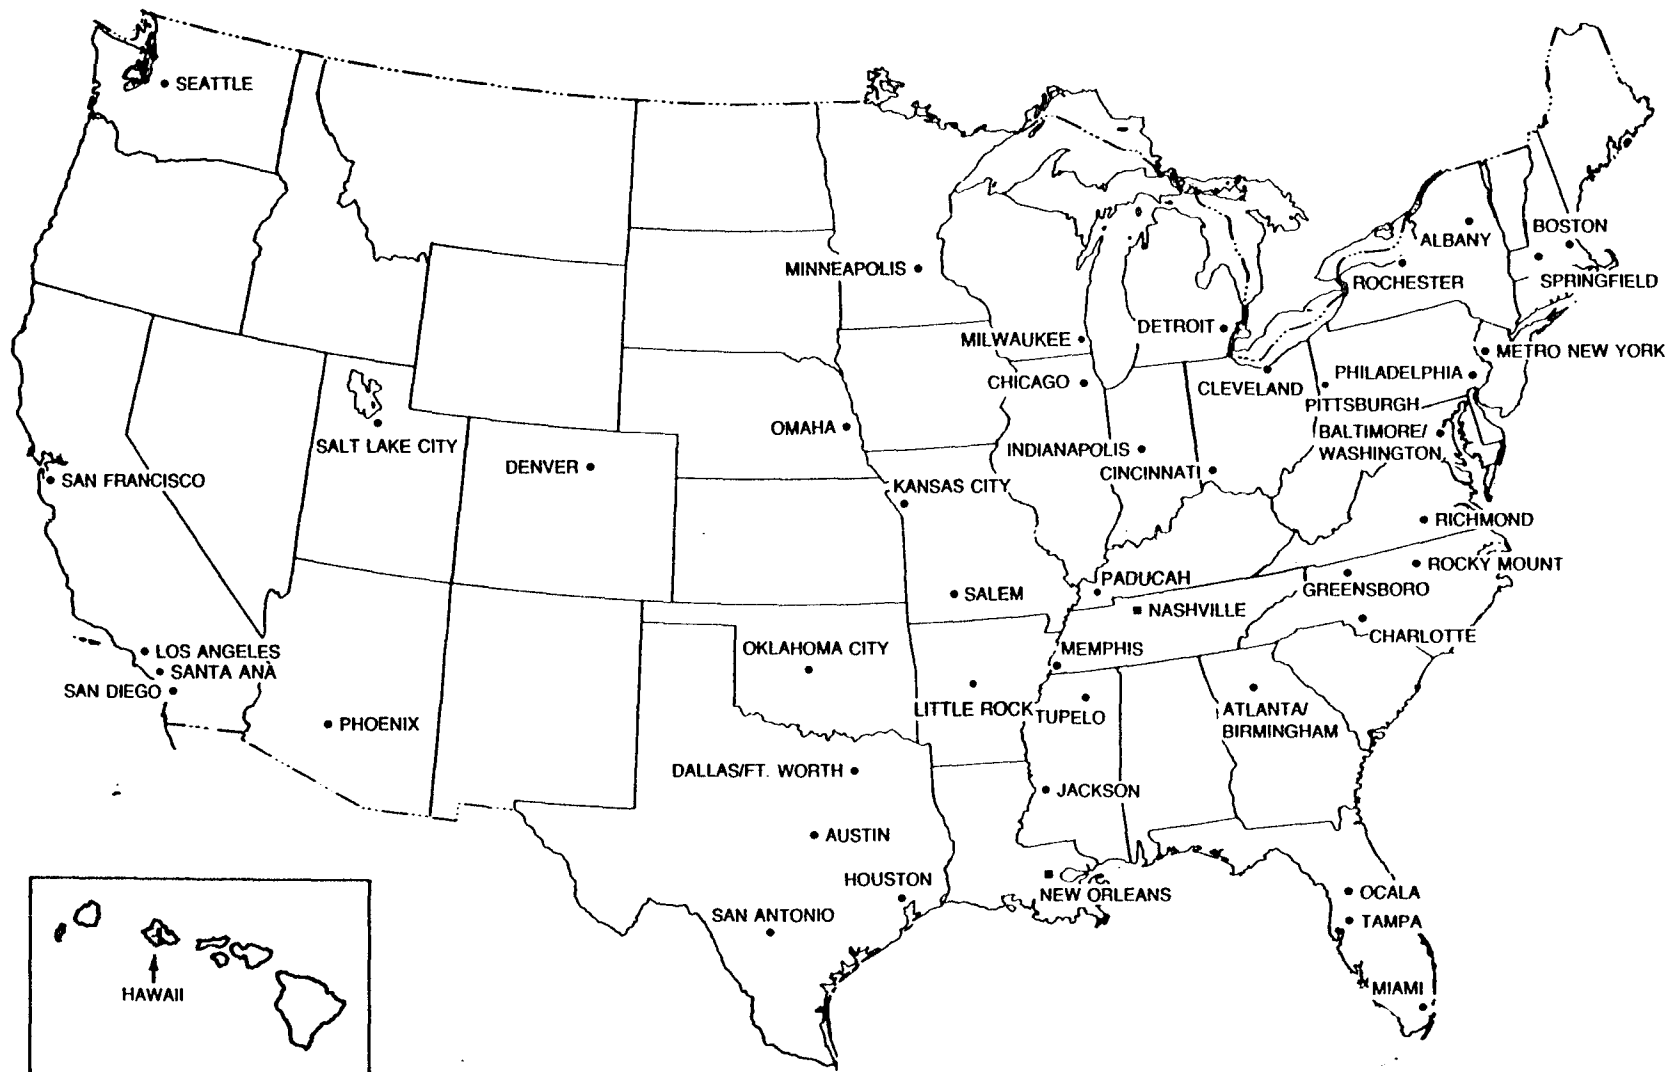 SEATTLE
BOSTON
ALBANY
MINNEAPOLIS
ROCHESTER
SPRINGFIELD
DETROIT
MILWAUKEE
METRO NEW YORK
CHICAGO
CLEVELAND
PHILADELPHIA
PITTSBURGH
OMAHA
BALTIMORE/
WASHINGTON
SALT LAKE CITY
INDIANAPOLIS
DENVER
CINCINNATI
SAN FRANCISCO
KANSAS CITY
RICHMOND
ROCKY MOUNT
PADUCAH
GREENSBORO
SALEM
NASHVILLE
CHARLOTTE
LOS ANGELES
OKLAHOMA CITY
MEMPHIS
SANTA ANA
SAN DIEGO
LITTLE ROCK
TUPELO
ATLANTA/
BIRMINGHAM
PHOENIX
DALLAS/FT. WORTH
JACKSON
AUSTIN
HOUSTON
NEW ORLEANS
OCALA
SAN ANTONIO
TAMPA
MIAMI
HAWAII